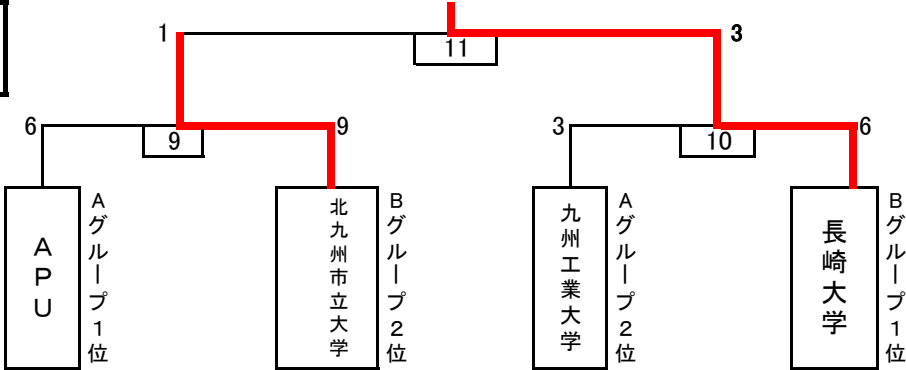 1
11
3
6
9
9
3
10
6
APU
Aグループ1位
北九州市立大学
Bグループ2位
九州工業大学
Aグループ2位
長崎大学
Bグループ1位